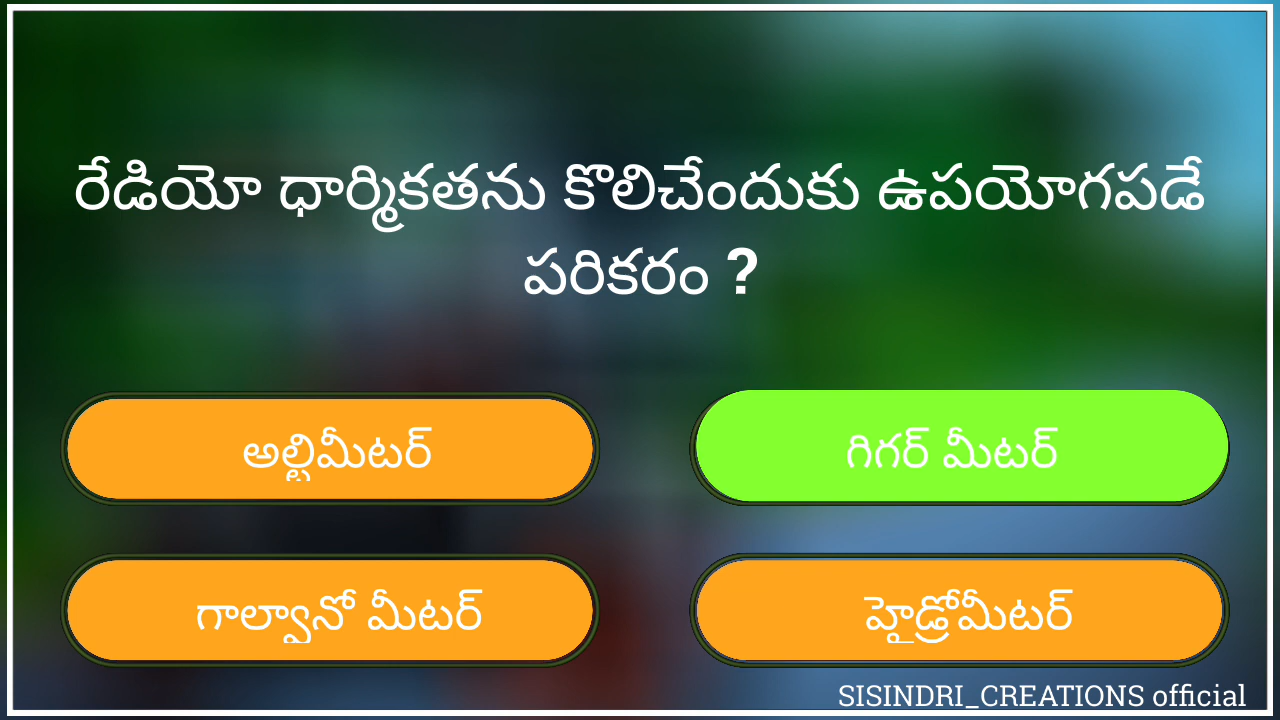 రేడియో ధార్మికతను కొలిచేందుకు ఉపయోగపడే
పరికరం ?
అల్టిమీటర్
గిగర్ మీటర్
గాల్వానో మీటర్
హైడ్రోమీటర్
SISINDRI_CREATIONS official